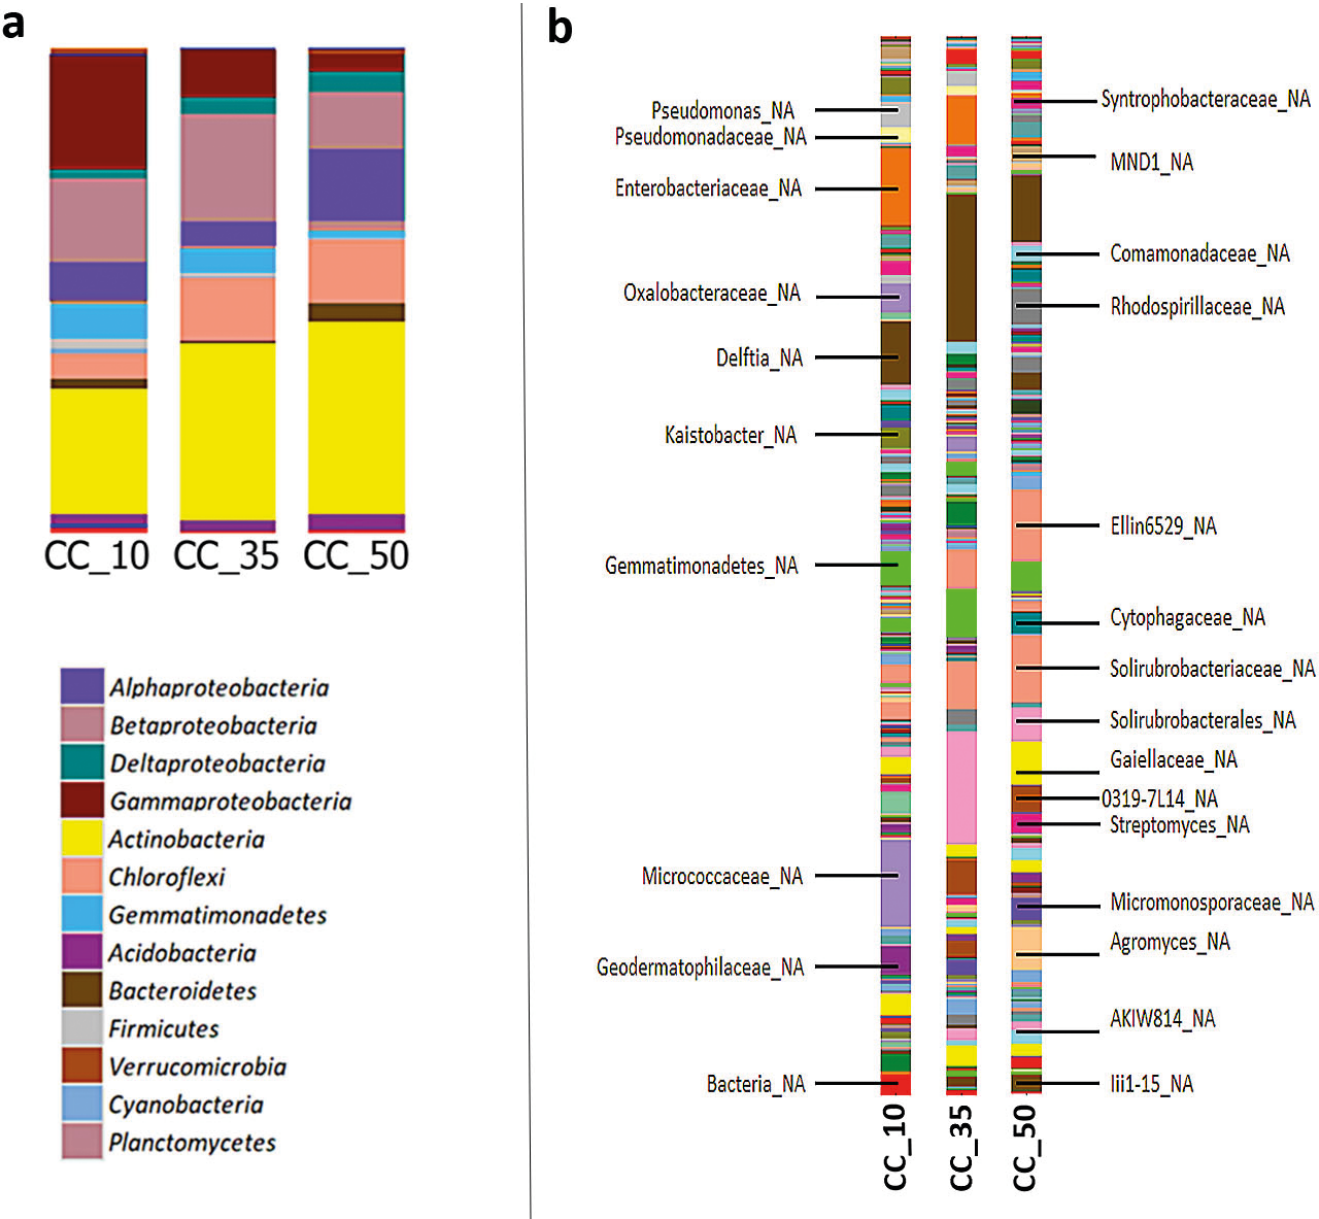 a
CC_10
CC_35
CC_50
Alphaproteobacteria
Betaproteobacteria
Deltaproteobacteria
Gammaproteobacteria
Actinobacteria
Chloroflexi
Gemmatimonadetes
Acidobacteria
Bacteroidetes
Firmicutes
Verrucomicrobia
Cyanobacteria
Planctomycetes
b
Pseudomonas_NA
Pseudomonadaceae_NA
Enterobacteriaceae_NA
Oxalobacteraceae_NA
Delftia_NA
Kaistobacter_NA
Gemmatimonadetes_NA
Micrococcaceae_NA
Geodermatophilaceae_NA
Bacteria_NA
Syntrophobacteraceae_NA
MND1_NA
Comamonadaceae_NA
Rhodospirillaceae_NA
Ellin6529_NA
Cytophagaceae_NA
Solirubrobacteriaceae_NA
Solirubrobacterales_NA
Gaiellaceae_NA
0319-7L14_NA
Streptomyces_NA
Micromonosporaceae_NA
Agromyces_NA
AKIW814_NA
Iii1-15_NA
CC_10
CC_35
CC_50